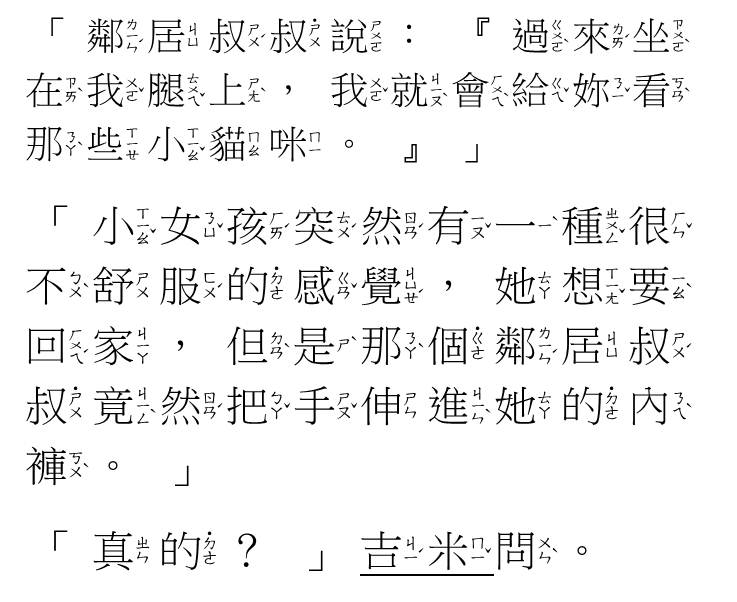 「鄰居叔叔說：『過來坐
在我腿上，我就會給妳看
那些小貓咪。』」
「小女孩突然有一種很
不舒服的感覺，她想要
回家，但是那個鄰居叔
叔竟然把手伸進她的內
褲。」
「真的？」吉米問。